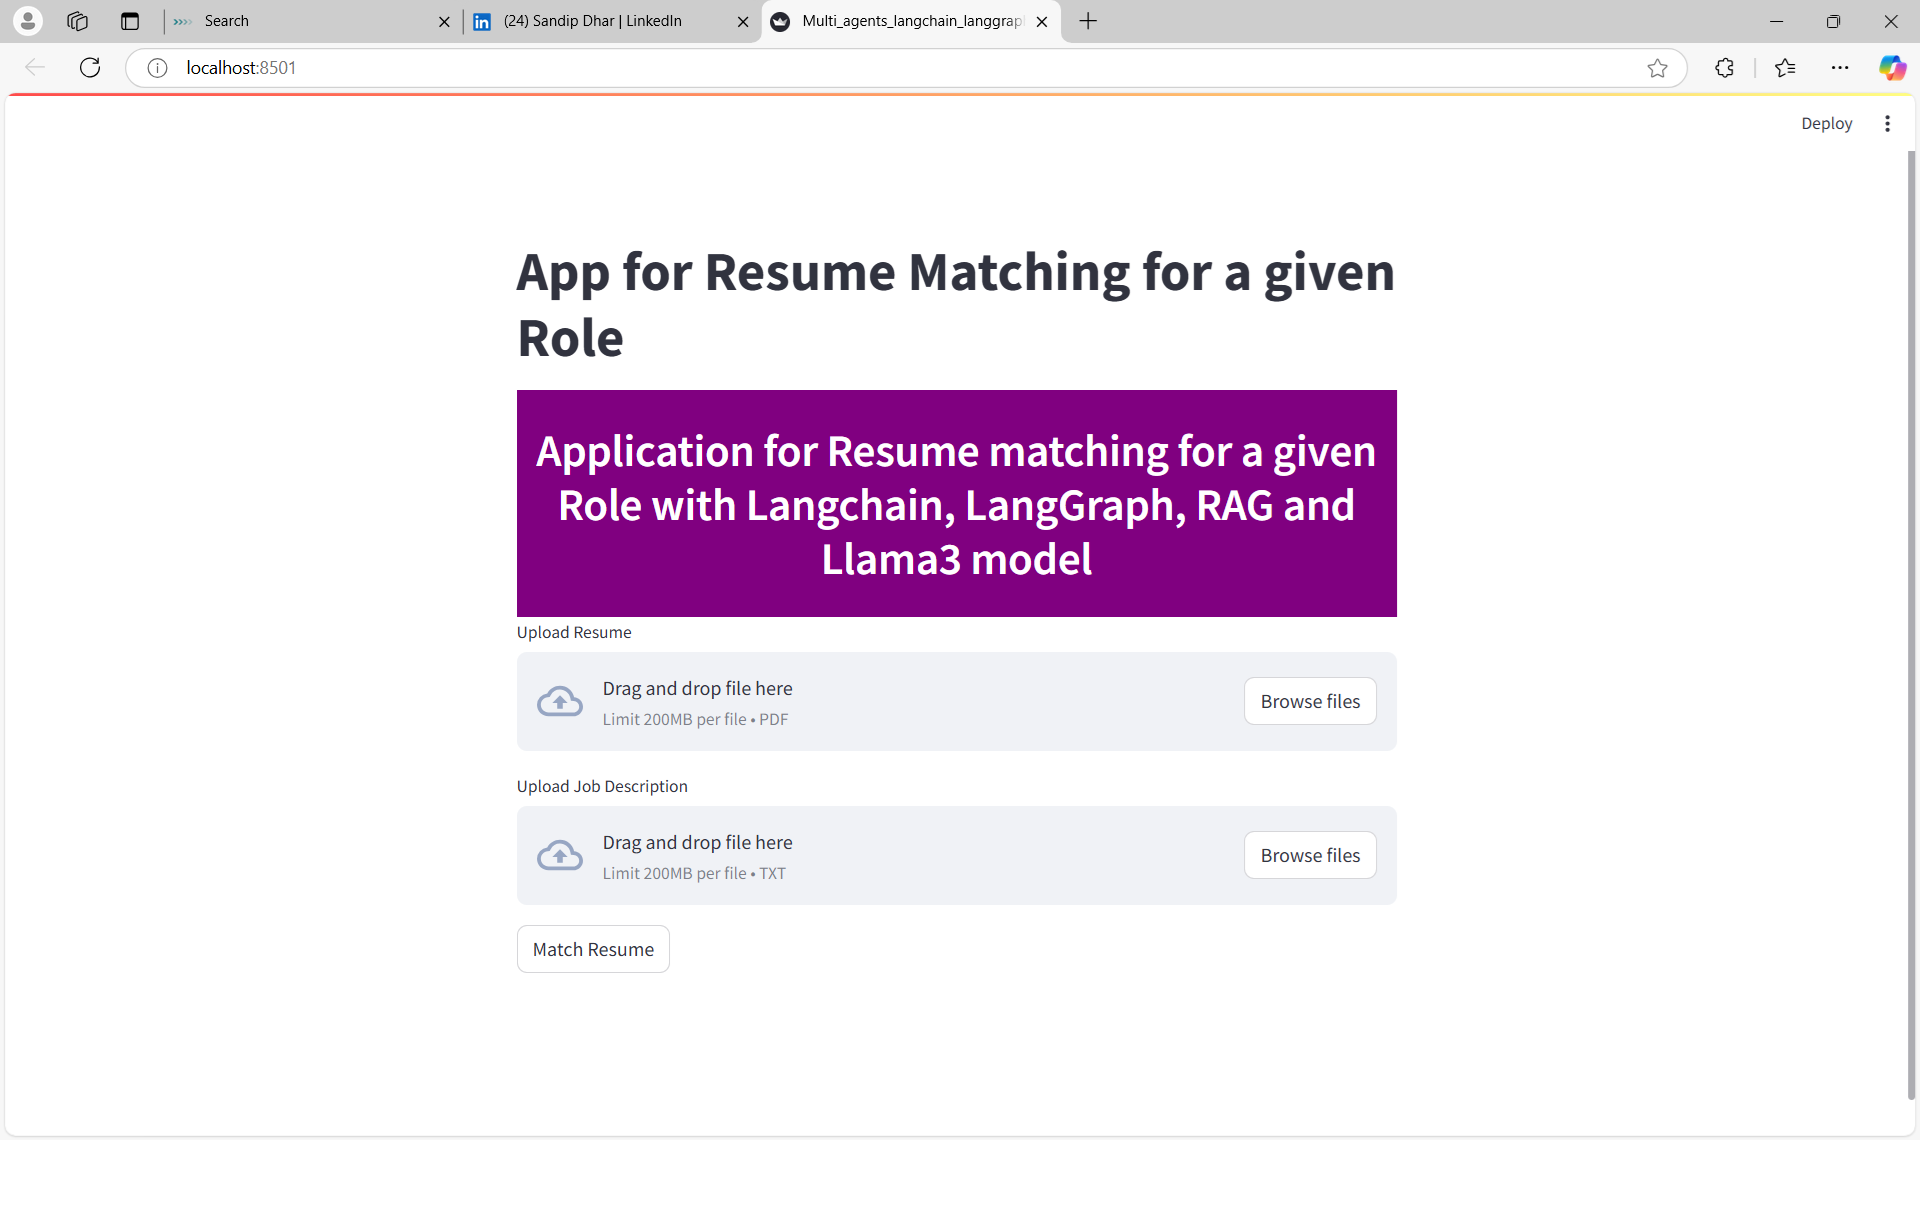 Search
(24) Sandip Dhar | LinkedIn
Multi_agents_langchain_langgrap
localhost:8501
Deploy
App for Resume Matching for a given
Role
Application for Resume matching for a given
Role with Langchain, LangGraph, RAG and
Llama3 model
Upload Resume
Drag and drop file here
Limit 200MB per file • PDF
Browse files
Upload Job Description
Drag and drop file here
Limit 200MB per file • TXT
Browse files
Match Resume